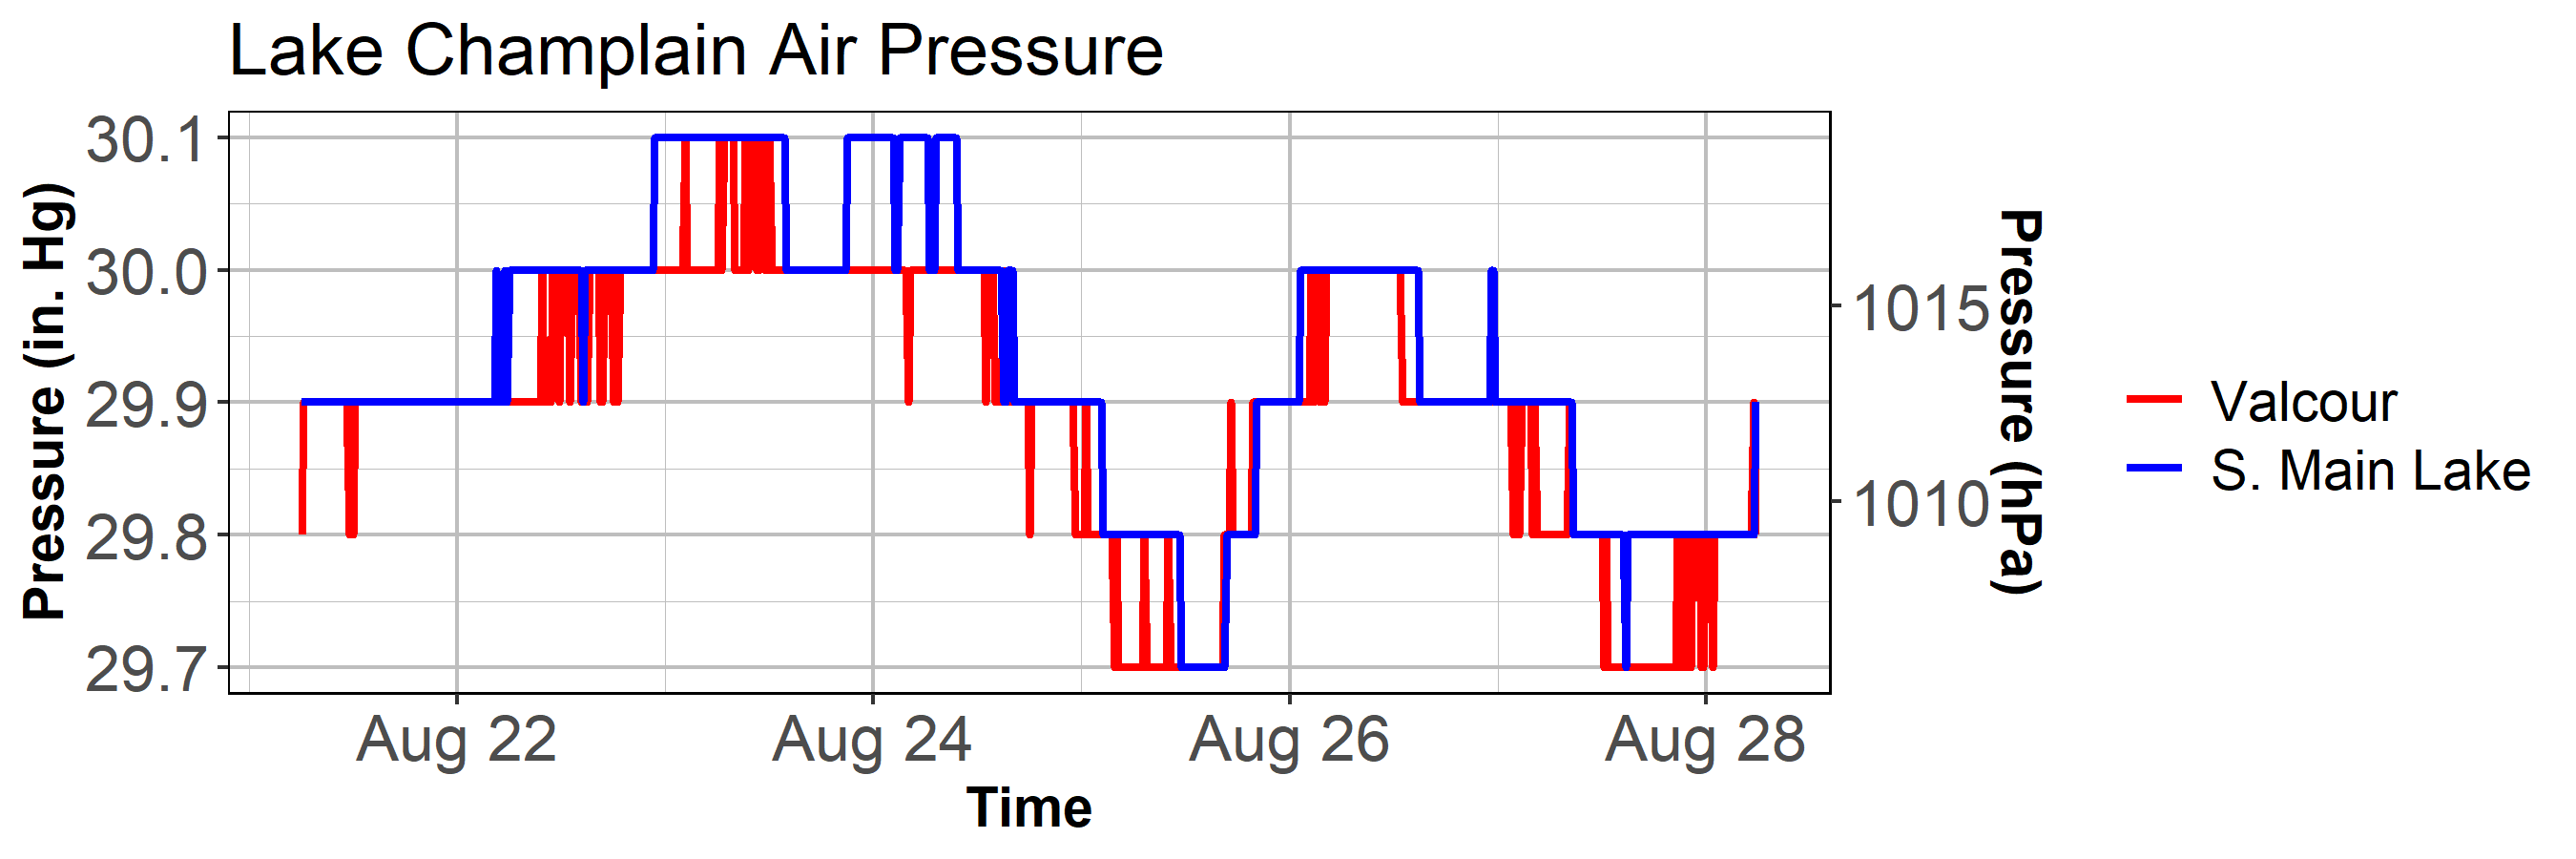 Lake Champlain Air Pressure
Pressure (in. Hg)
30.1
30.0
29.9
29.8
29.7
Aug 22
Aug 24
Aug 26
Aug 28
Time
1015
1010
Pressure (hPa)
Valcour
S. Main Lake